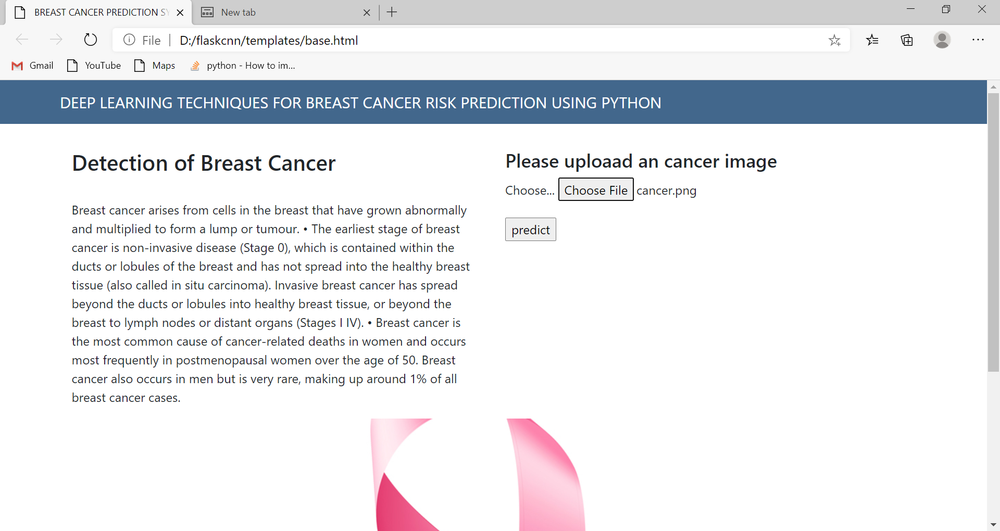 BREAST CANCER PREDICTION
New tab
File
D:/flaskcnn/templates/base.html
Gmail
YouTube
Maps
python - How to im...
DEEP LEARNING TECHNIQUES FOR BREAST CANCER RISK PREDICTION USING PYTHON
Detection of Breast Cancer
Breast cancer arises from cells in the breast that have grown abnormally
and multiplied to form a lump or tumour. • The earliest stage of breast
cancer is non-invasive disease (Stage 0), which is contained within the
ducts or lobules of the breast and has not spread into the healthy breast
tissue (also called in situ carcinoma). Invasive breast cancer has spread
beyond the ducts or lobules into healthy breast tissue, or beyond the
breast to lymph nodes or distant organs (Stages I IV). • Breast cancer is
the most common cause of cancer-related deaths in women and occurs
most frequently in postmenopausal women over the age of 50. Breast
cancer also occurs in men but is very rare, making up around 1% of all
breast cancer cases.
Please uploaad an cancer image
Choose... Choose File cancer.png
predict